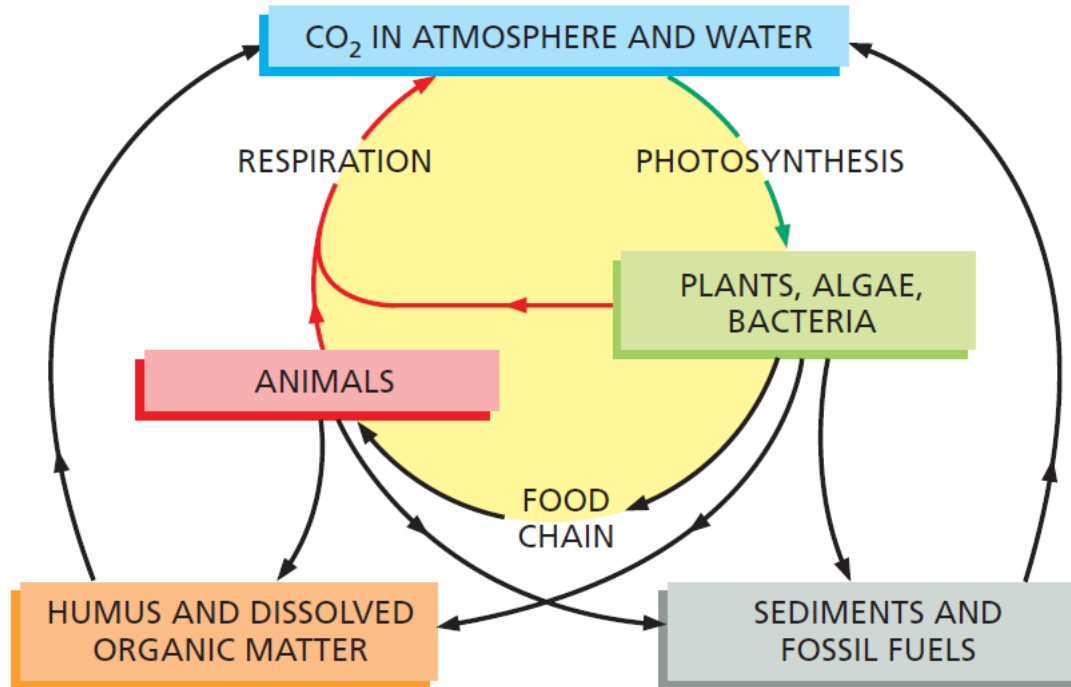 CO₂ IN ATMOSPHERE AND WATER
RESPIRATION
PHOTOSYNTHESIS
PLANTS, ALGAE,
BACTERIA
ANIMALS
FOOD
CHAIN
HUMUS AND DISSOLVED
ORGANIC MATTER
SEDIMENTS AND
FOSSIL FUELS